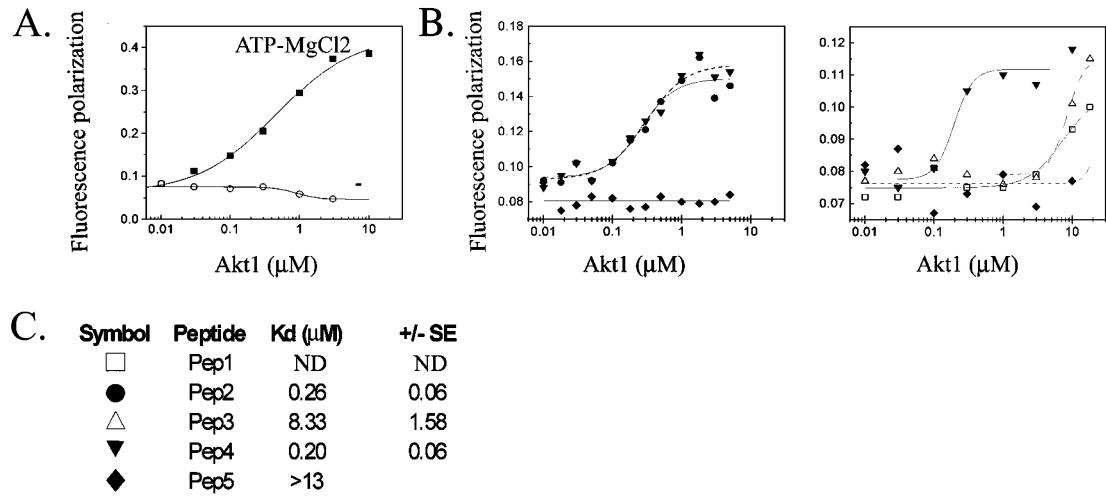 A.
B.
Fluorescence polarization
0.4
0.3
0.2
0.1
0.0
ATP-MgCl2
-
0.01
0.1
1
10
Akt1 (μM)
Fluorescence polarization
0.16
0.14
0.12
0.10
0.08
0.01
0.1
1
10
Akt1 (μM)
0.12
0.11
0.10
0.09
0.08
0.07
0.01
0.1
1
10
Akt1 (μM)
C.
Symbol Peptide Kd (μM) +/- SE
Pep1 ND ND
Pep2 0.26 0.06
Pep3 8.33 1.58
Pep4 0.20 0.06
Pep5 >13